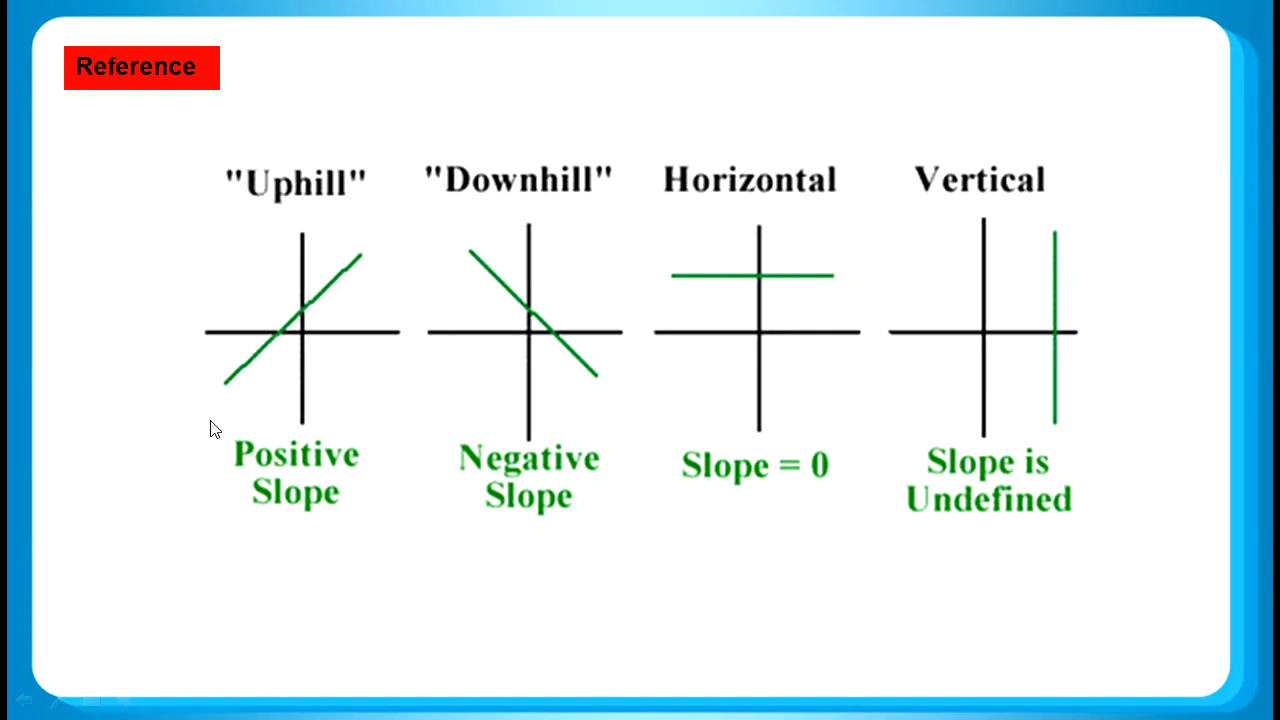 Reference
"Uphill"
"Downhill"
Horizontal
Vertical
Positive
Slope
Negative
Slope
Slope = 0
Slope is
Undefined